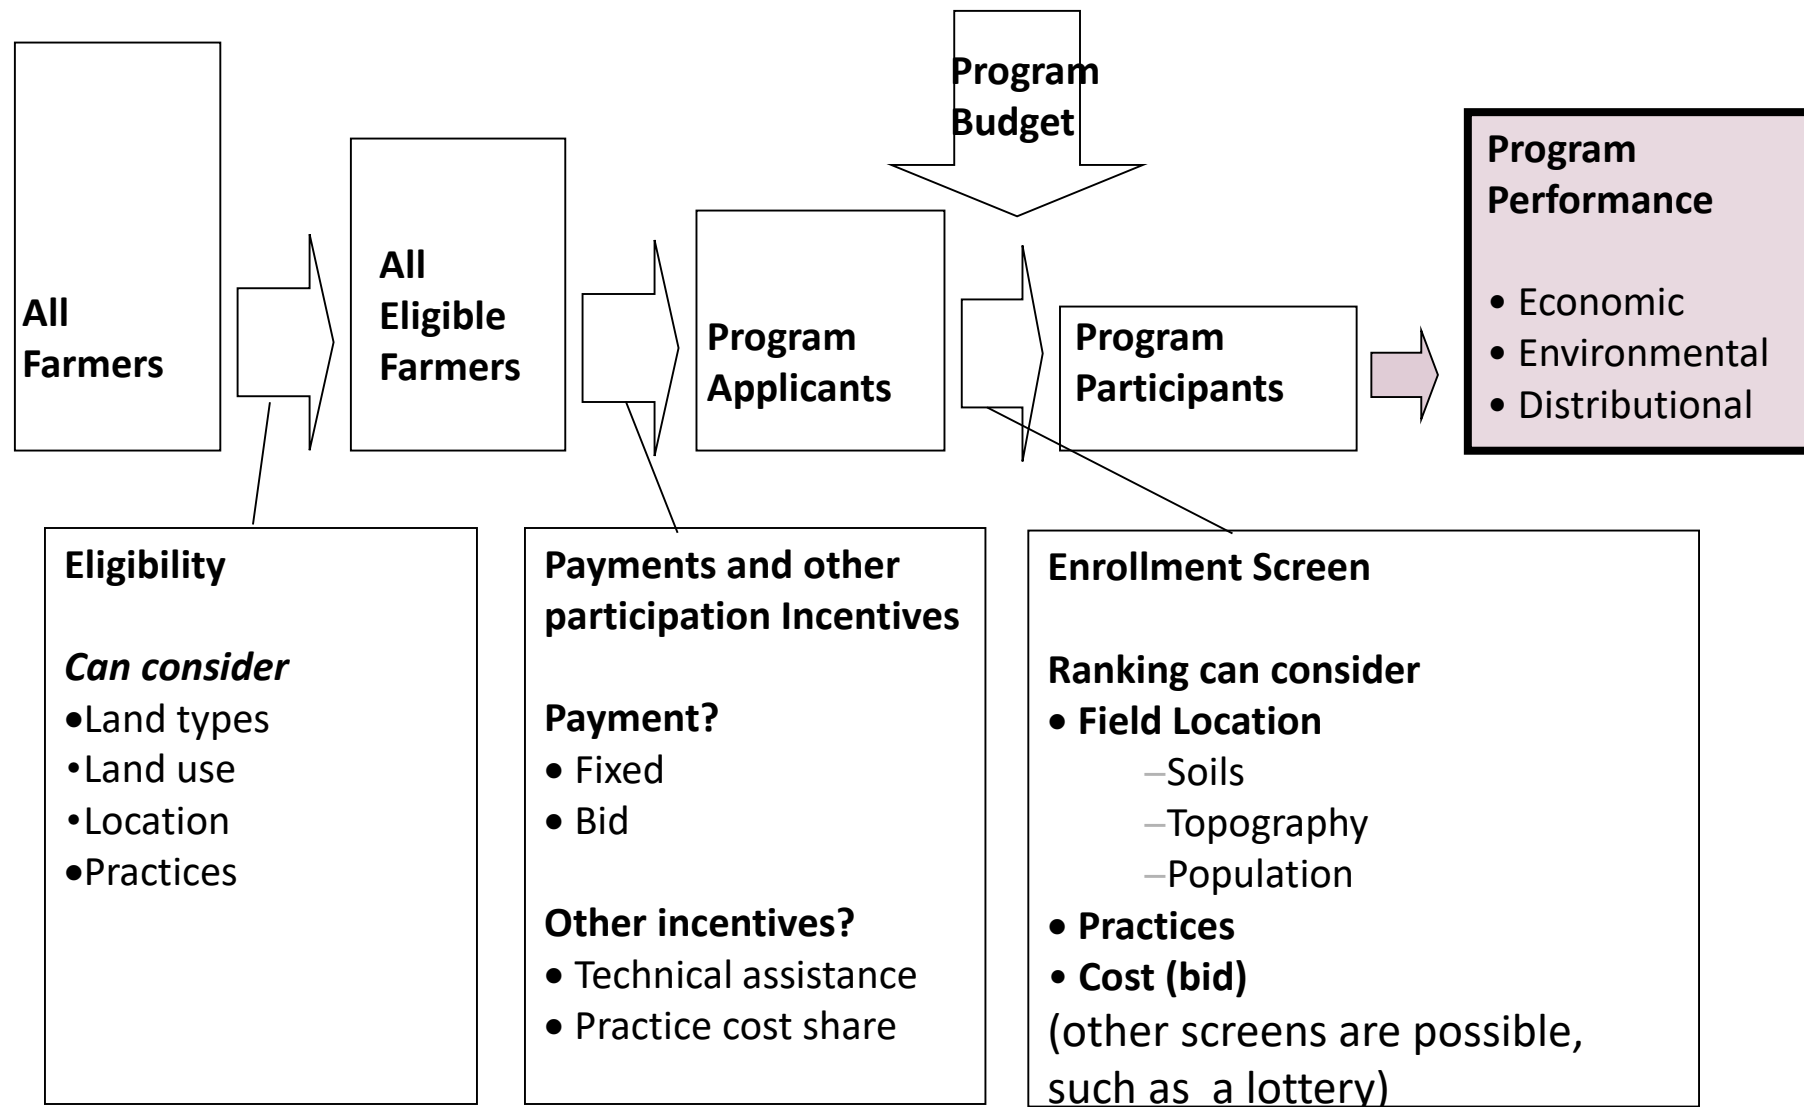 Program
Budget
All
Farmers
All
Eligible
Farmers
Program
Applicants
Program
Participants
Program
Performance
• Economic
• Environmental
• Distributional
Eligibility
Can consider
•Land types
•Land use
•Location
•Practices
Payments and other
participation Incentives
Payment?
• Fixed
• Bid
Other incentives?
• Technical assistance
• Practice cost share
Enrollment Screen
Ranking can consider
• Field Location
–Soils
–Topography
–Population
• Practices
• Cost (bid)
(other screens are possible,
such as a lottery)